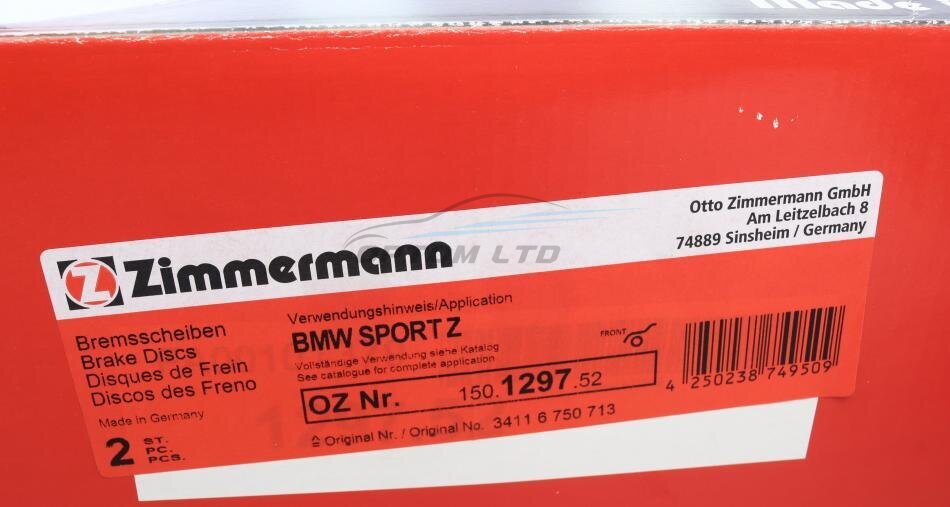 Made
Otto Zimmermann GmbH
Am Leitzelbach 8
74889 Sinsheim / Germany
Z Zimmermann
LTD
Bremsscheiben
Brake Discs
Disques de Frein
Discos des Freno
Made in Germany
2 ST.
PC.
PCS.
Verwendungshinweis/Application
BMW SPORT Z
Vollständige Verwendung siehe Katalog
See catalogue for complete application
FRONT
OZ Nr. 150.1297.52
≙ Original Nr. / Original No. 3411 6 750 713
4 250238 749509